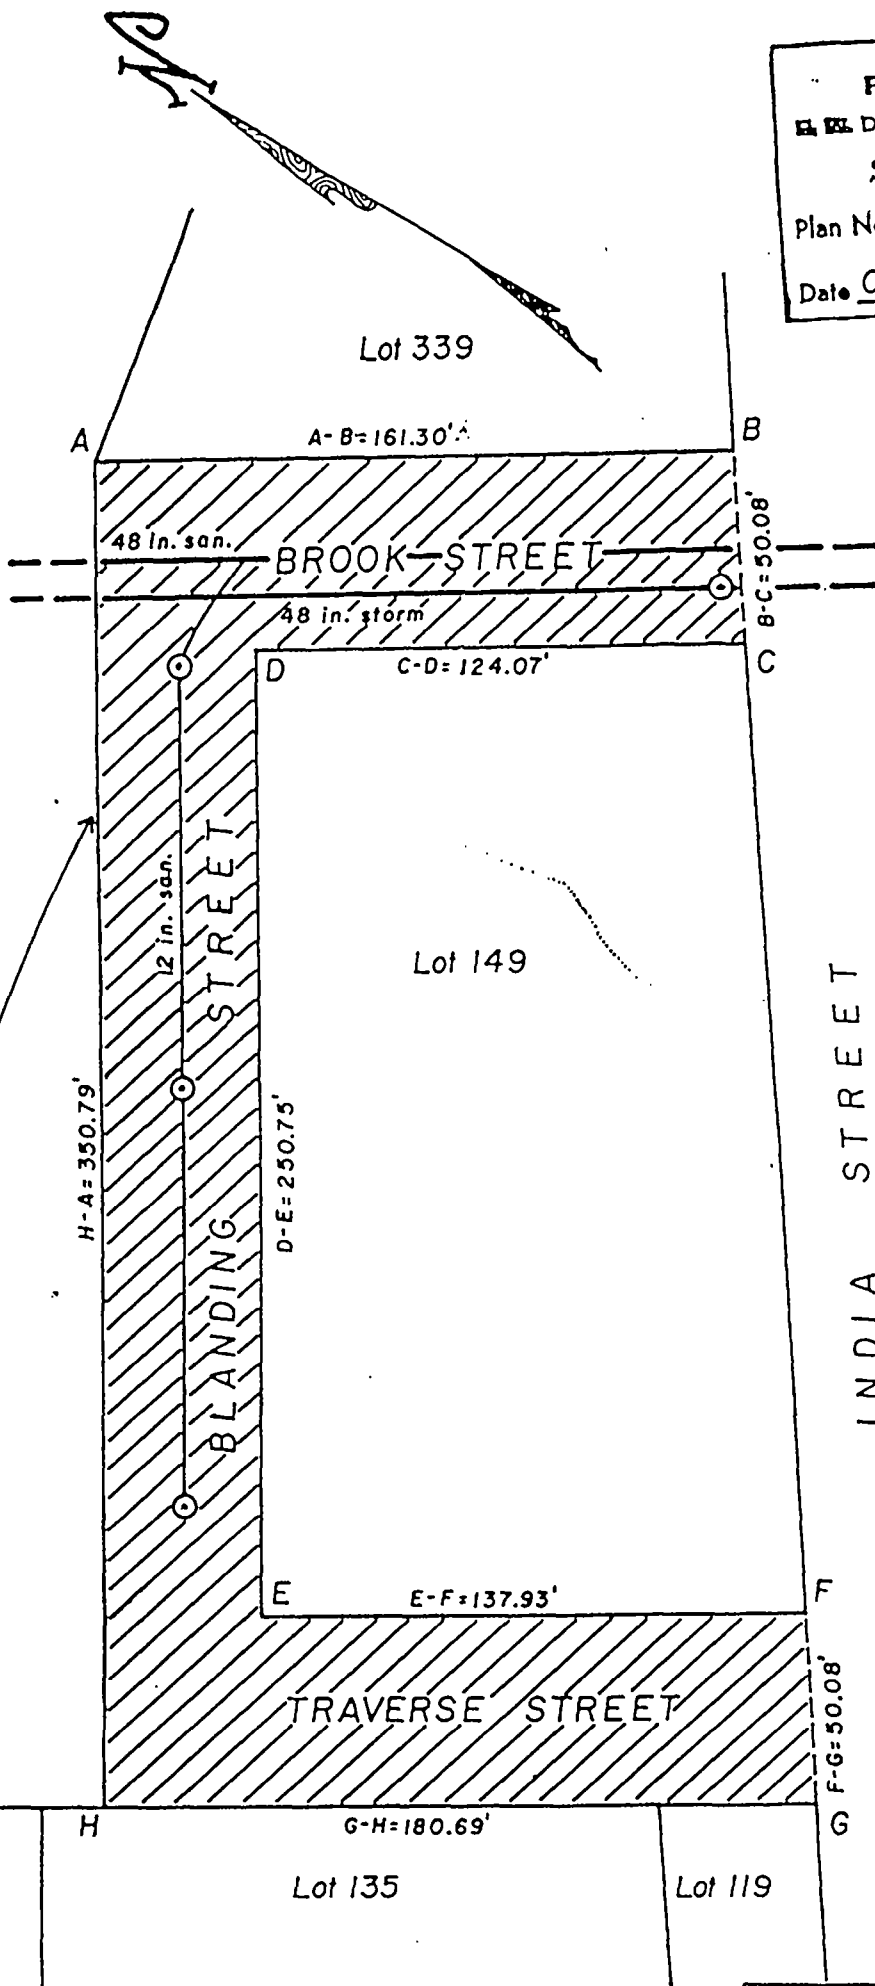 N
D
Plan No
Date
Lot 339
A
A-B=161.30'
B
48 in. san.
BROOK STREET
B-C=50.08'
48 in. storm
D
C-D=124.07'
C
12 in. san.
BLANDING STREET
Lot 149
INDIA STREET
H-A=350.79'
D-E=250.75'
E
E-F=137.93'
F
TRAVERSE STREET
F-G=50.08'
H
G-H=180.69'
G
Lot 135
Lot 119